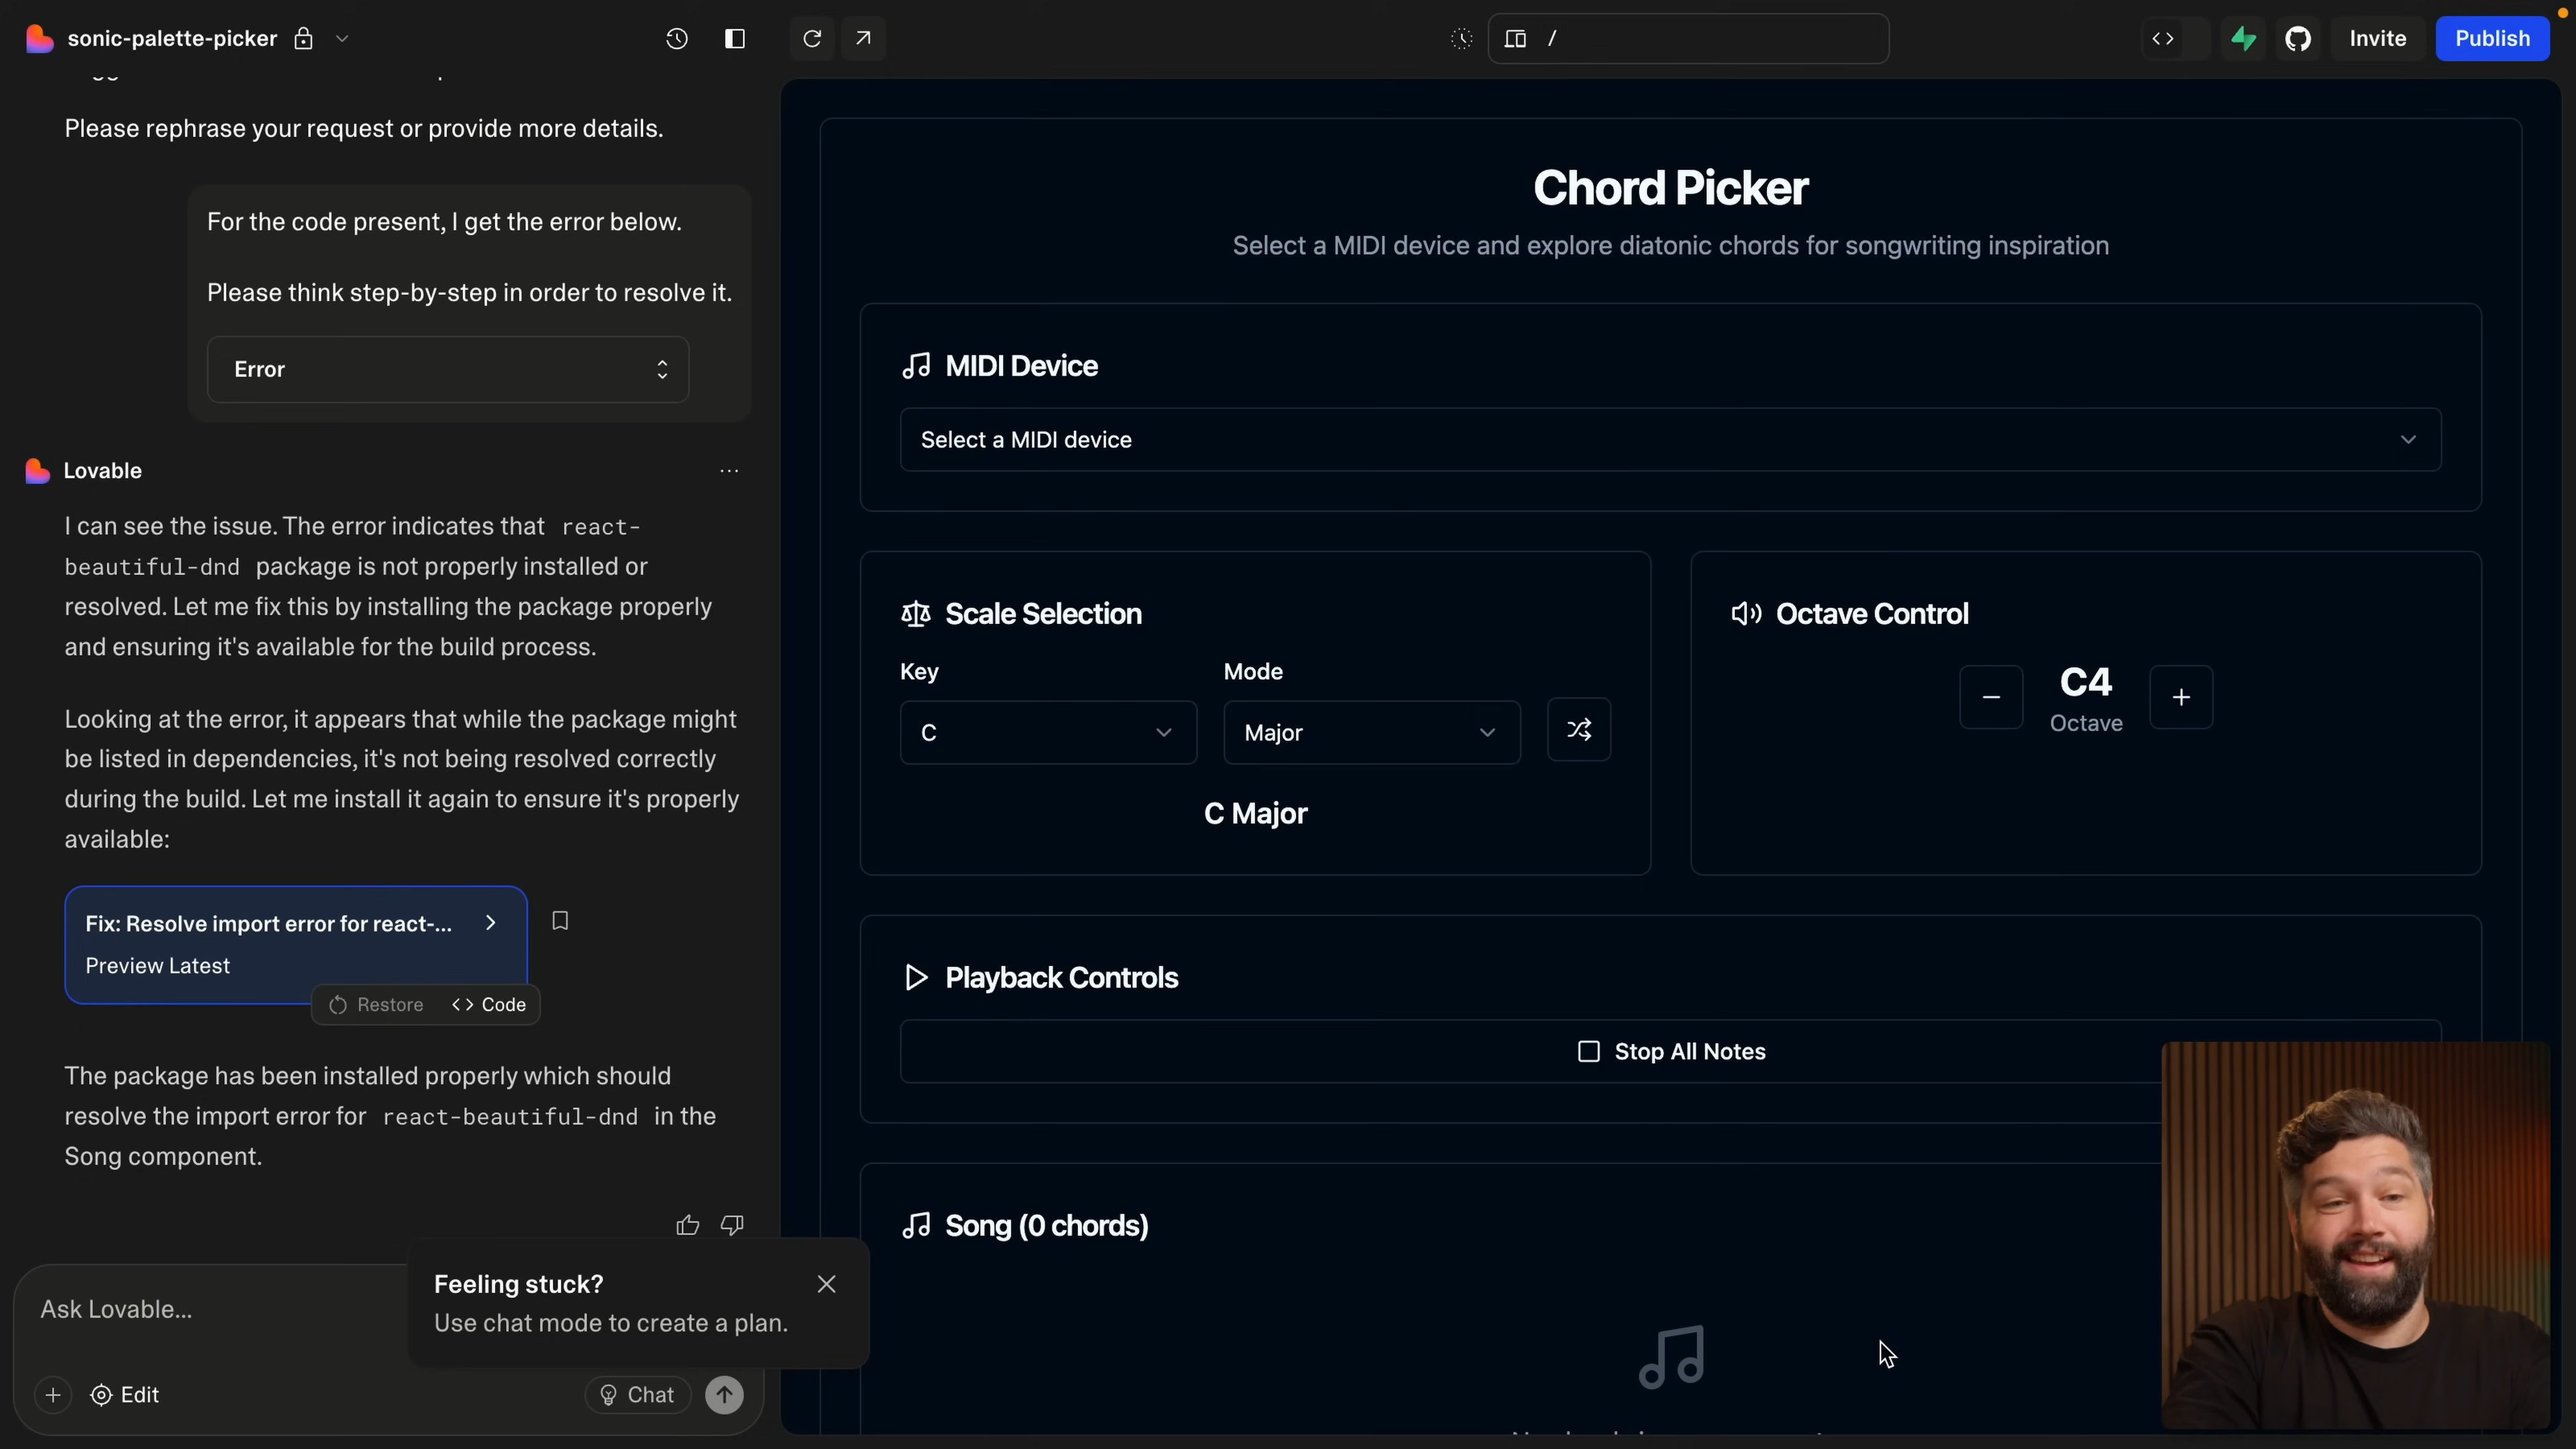 sonic-palette-picker
/
Invite
Publish
Please rephrase your request or provide more details.
For the code present, I get the error below.
Please think step-by-step in order to resolve it.
Error
Lovable
I can see the issue. The error indicates that react-
beautiful-dnd package is not properly installed or
resolved. Let me fix this by installing the package properly
and ensuring it's available for the build process.
Looking at the error, it appears that while the package might
be listed in dependencies, it's not being resolved correctly
during the build. Let me install it again to ensure it's properly
available:
Fix: Resolve import error for react-...
Preview Latest
Restore
Code
The package has been installed properly which should
resolve the import error for react-beautiful-dnd in the
Song component.
Feeling stuck?
Use chat mode to create a plan.
Ask Lovable...
Edit
Chat
Chord Picker
Select a MIDI device and explore diatonic chords for songwriting inspiration
MIDI Device
Select a MIDI device
Scale Selection
Key
Mode
C
Major
C Major
Octave Control
C4
Octave
Playback Controls
Stop All Notes
Song (0 chords)